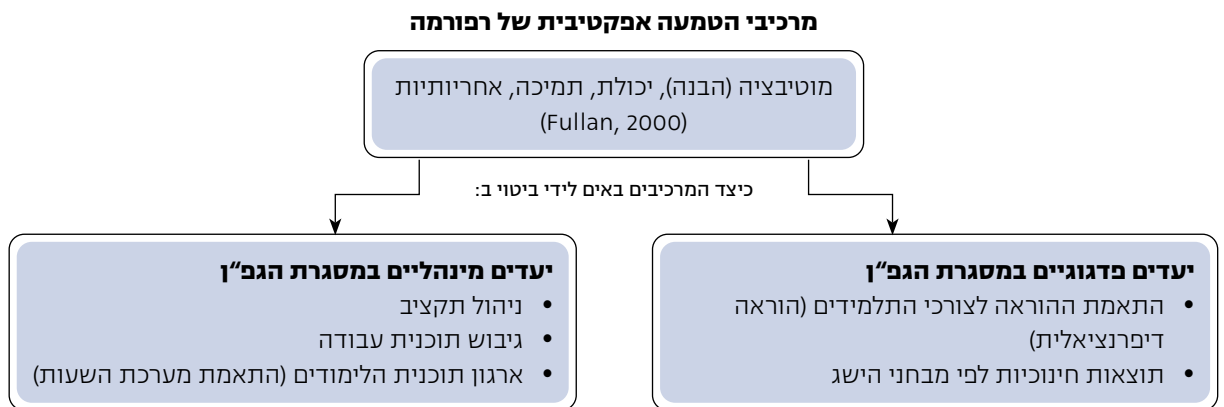 מרכיבי הטמעה אפקטיבית של רפורמה
מוטיבציה (הבנה), יכולת, תמיכה, אחריותיות
(Fullan, 2000)
כיצד המרכיבים באים לידי ביטוי ב:
יעדים פדגוגיים במסגרת הגפ״ן
• התאמת ההוראה לצורכי התלמידים (הוראה
דיפרנציאלית)
• תוצאות חינוכיות לפי מבחני הישג
יעדים מינהליים במסגרת הגפ״ן
• ניהול תקציב
• גיבוש תוכנית עבודה
• ארגון תוכנית הלימודים (התאמת מערכת השעות)